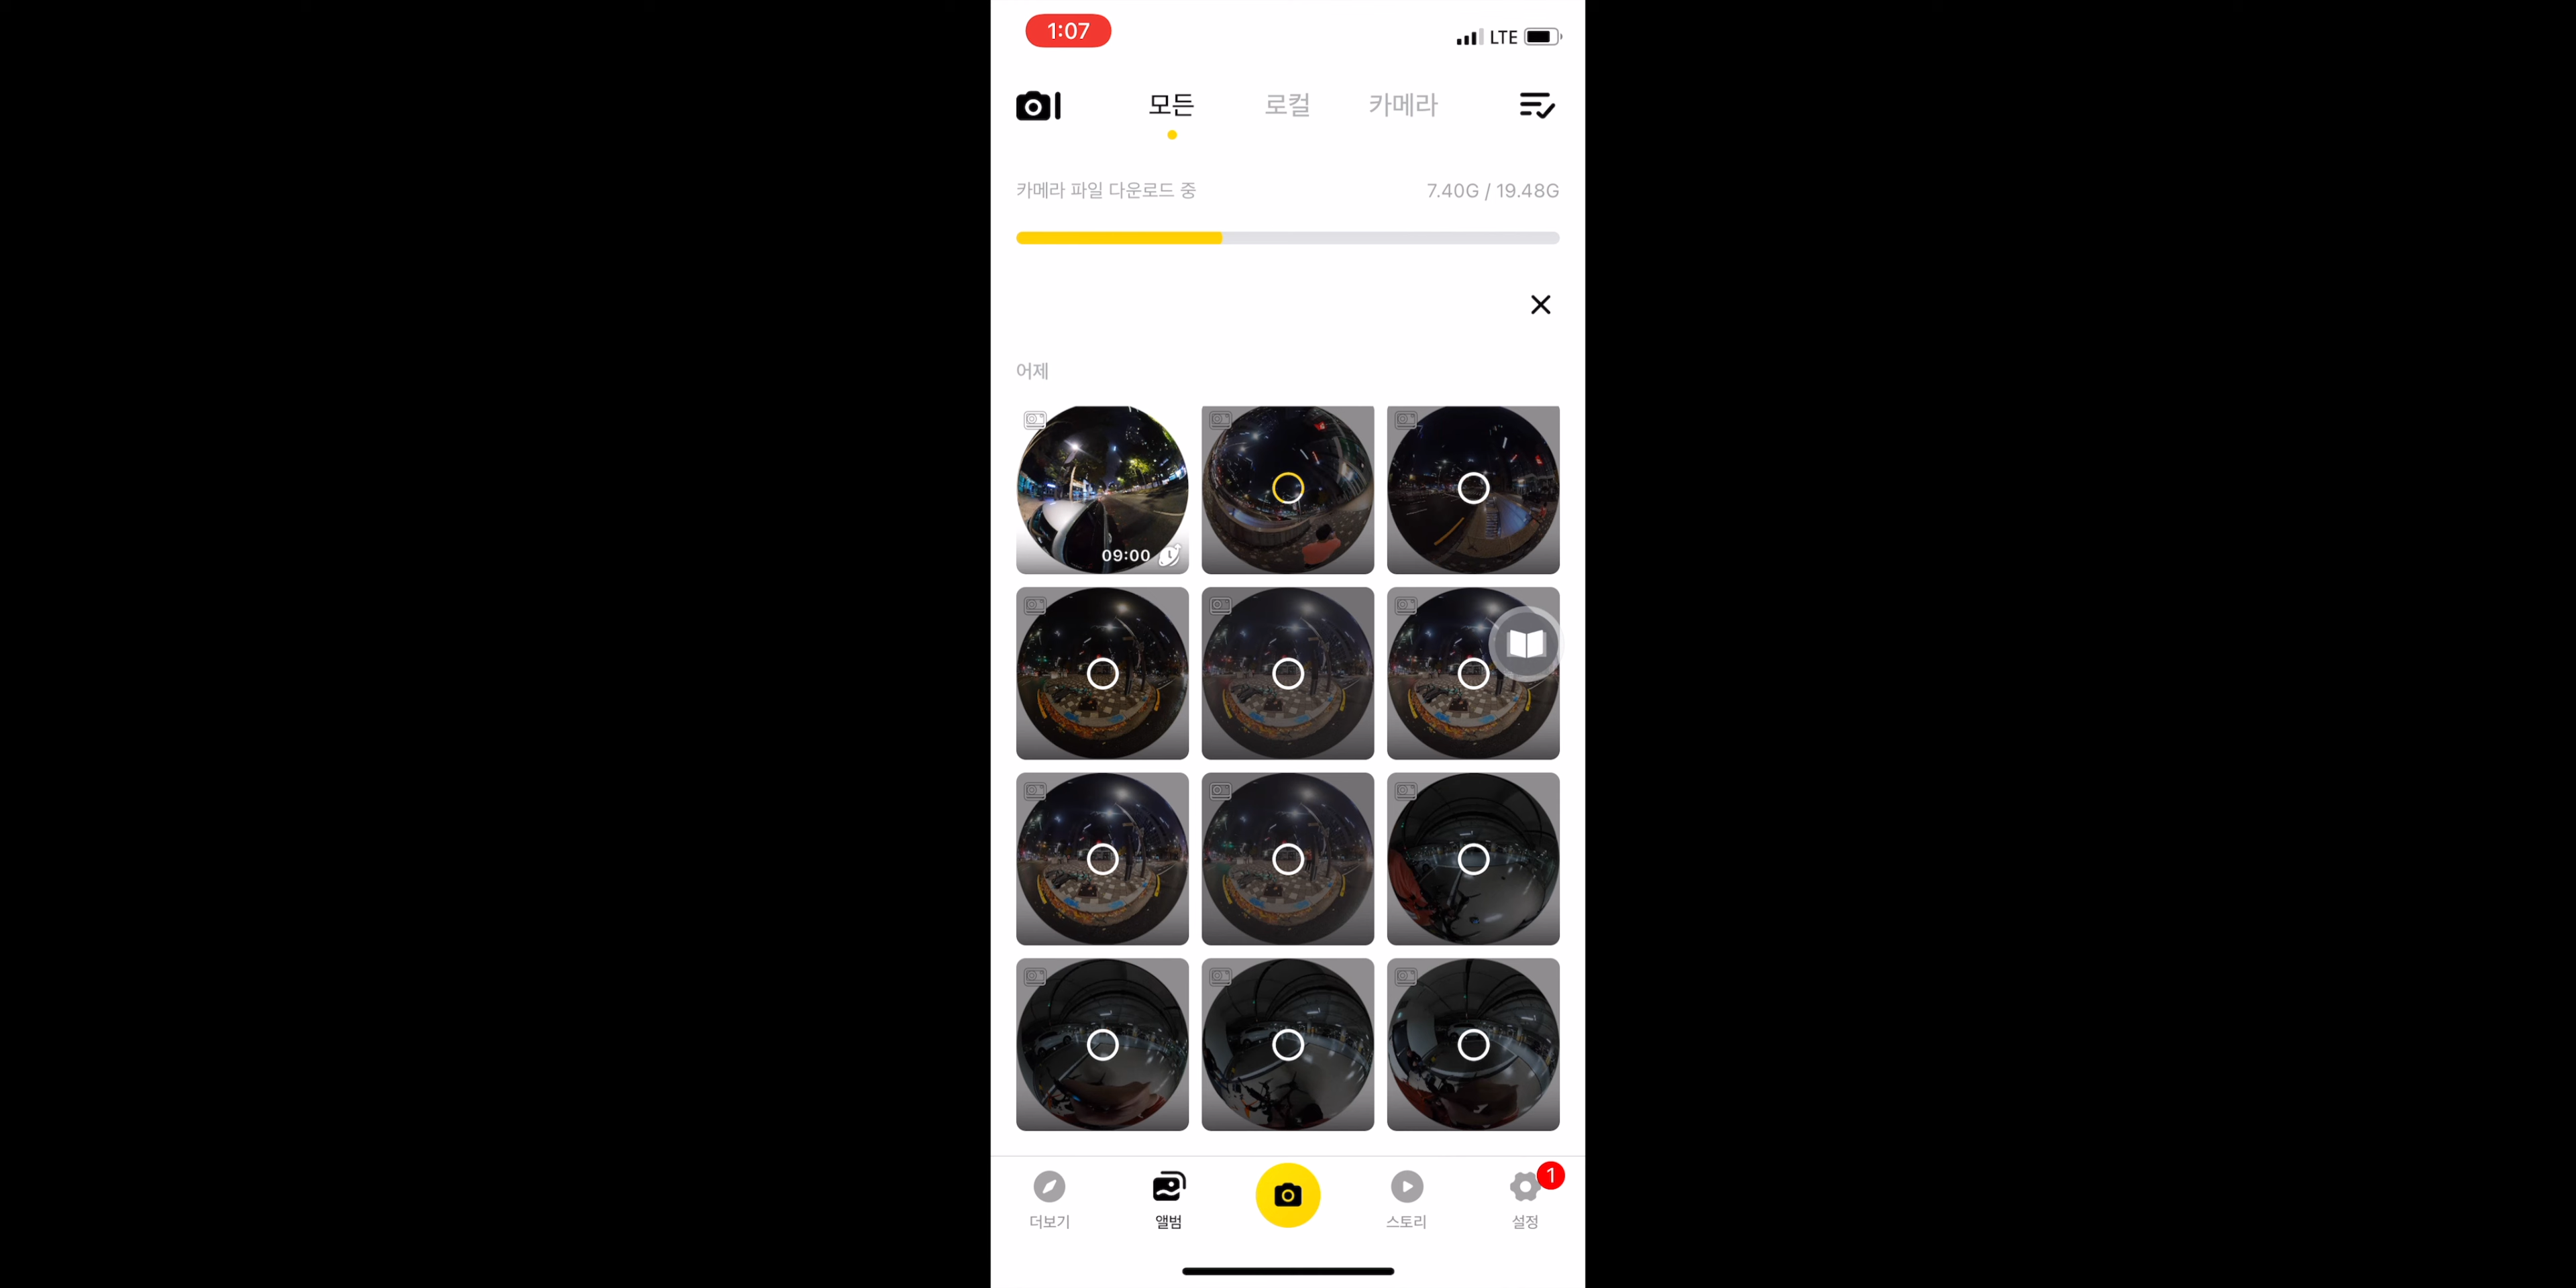 1:07
LTE
모든
로컬
카메라
카메라 파일 다운로드 중
7.40G / 19.48G
어제
09:00
더보기
앨범
스토리
설정
1